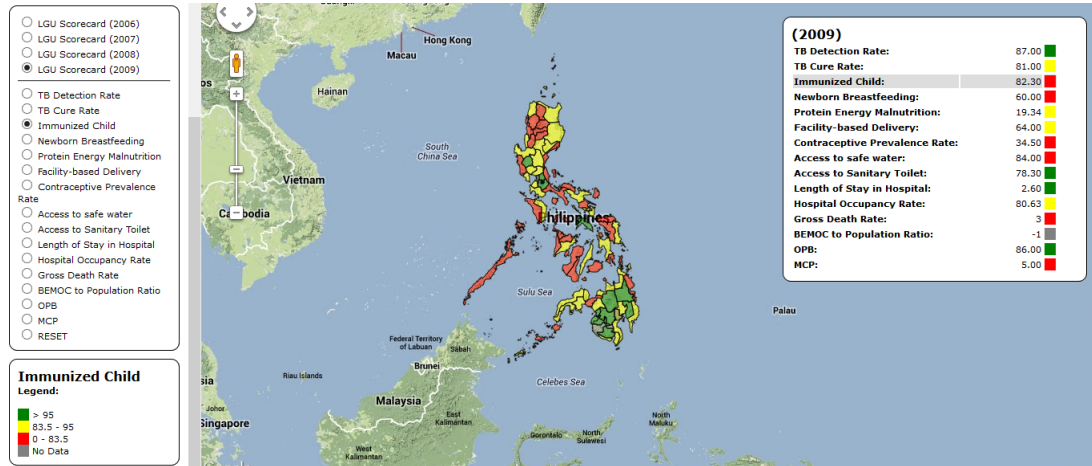 LGU Scorecard (2006)
LGU Scorecard (2007)
LGU Scorecard (2008)
LGU Scorecard (2009)
TB Detection Rate
TB Cure Rate
Immunized Child
Newborn Breastfeeding
Protein Energy Malnutrition
Facility-based Delivery
Contraceptive Prevalence
Rate
Access to safe water
Access to Sanitary Toilet
Length of Stay in Hospital
Hospital Occupancy Rate
Gross Death Rate
BEMOC to Population Ratio
OPB
MCP
RESET
Immunized Child
Legend:
> 95
83.5 - 95
0 - 83.5
No Data
Hong Kong
Macau
Hainan
South
China Sea
Vietnam
Cambodia
Philippines
Sulu Sea
Palau
Federal Territory
of Labuan
Sabah
Brunei
Celebes Sea
Riau Islands
Malaysia
Johor
Singapore
East
Kalimantan
West
Kalimantan
Gorontalo
North
Sulawesi
North
Maluku
(2009)
TB Detection Rate: 87.00
TB Cure Rate: 81.00
Immunized Child: 82.30
Newborn Breastfeeding: 60.00
Protein Energy Malnutrition: 19.34
Facility-based Delivery: 64.00
Contraceptive Prevalence Rate: 34.50
Access to safe water: 84.00
Access to Sanitary Toilet: 78.30
Length of Stay in Hospital: 2.60
Hospital Occupancy Rate: 80.63
Gross Death Rate: 3
BEMOC to Population Ratio: -1
OPB: 86.00
MCP: 5.00